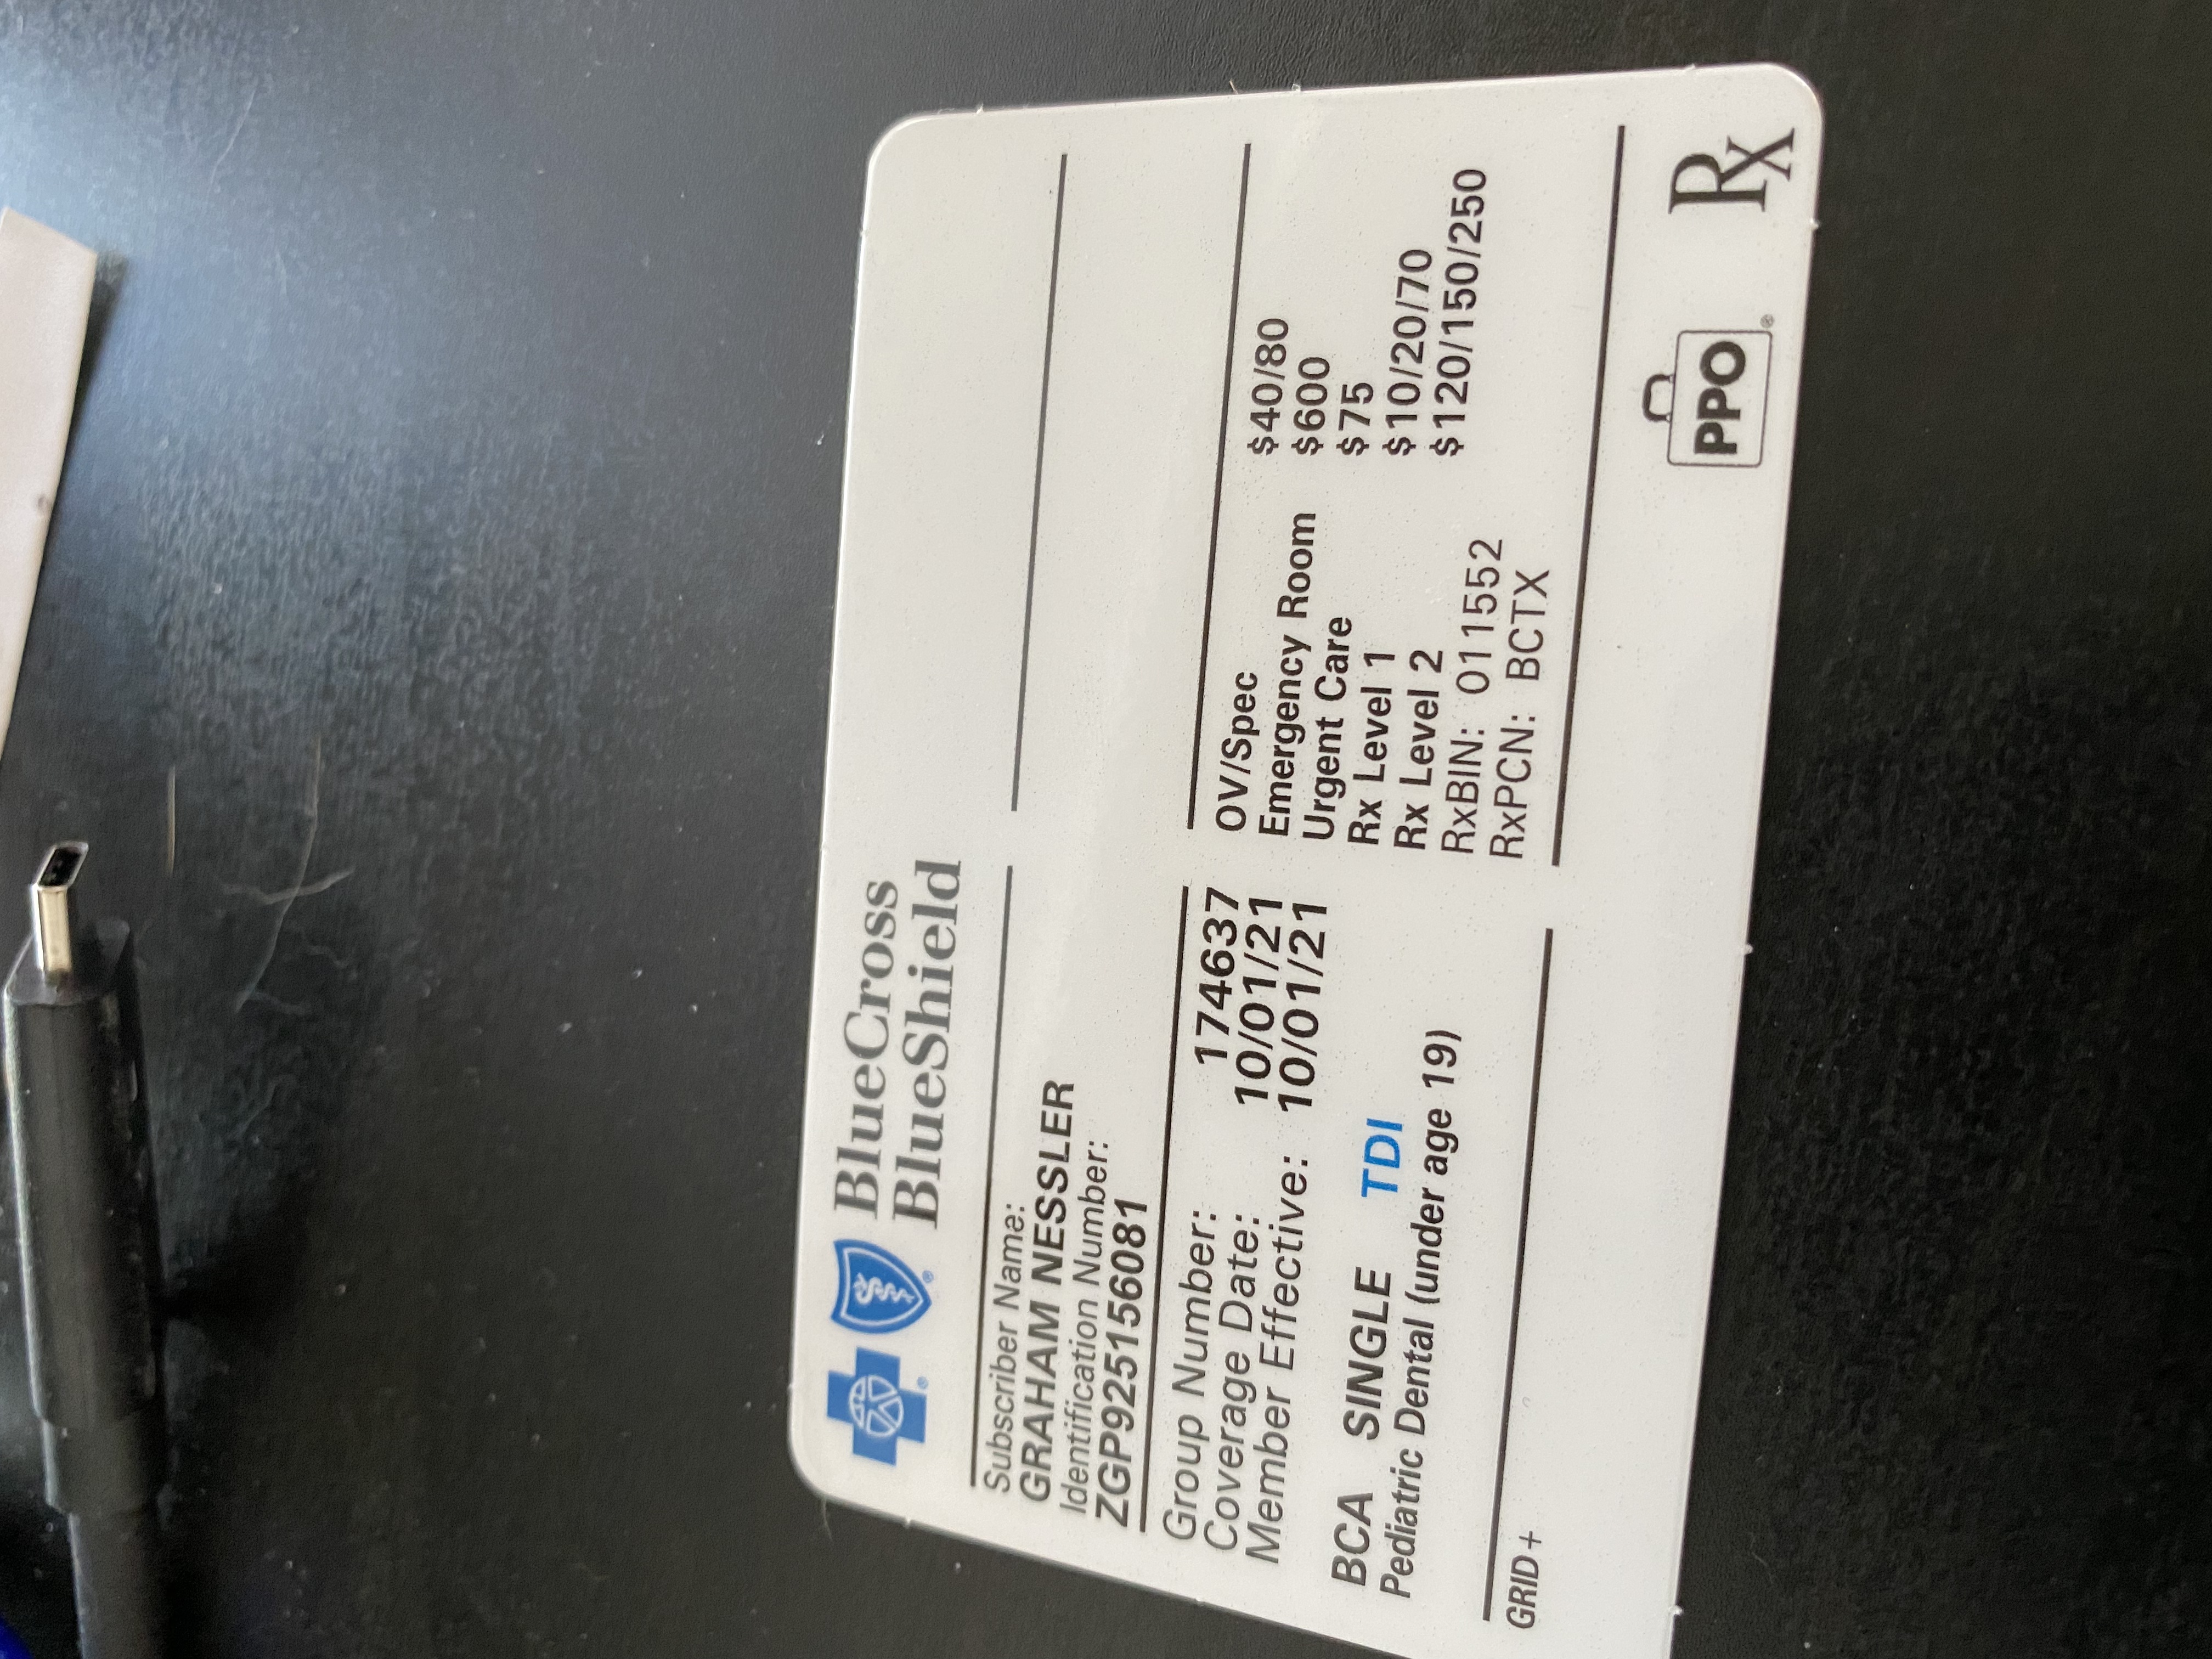 BlueCross
BlueShield
Subscriber Name:
GRAHAM NESSLER
Identification Number:
ZGP925156081
Group Number: 174637
Coverage Date: 10/01/21
Member Effective: 10/01/21
BCA SINGLE TDI
Pediatric Dental (under age 19)
GRID+
OV/Spec $40/80
Emergency Room $600
Urgent Care $75
Rx Level 1 $10/20/70
Rx Level 2 $120/150/250
RxBIN: 011552
RxPCN: BCTX
PPO®
Rx